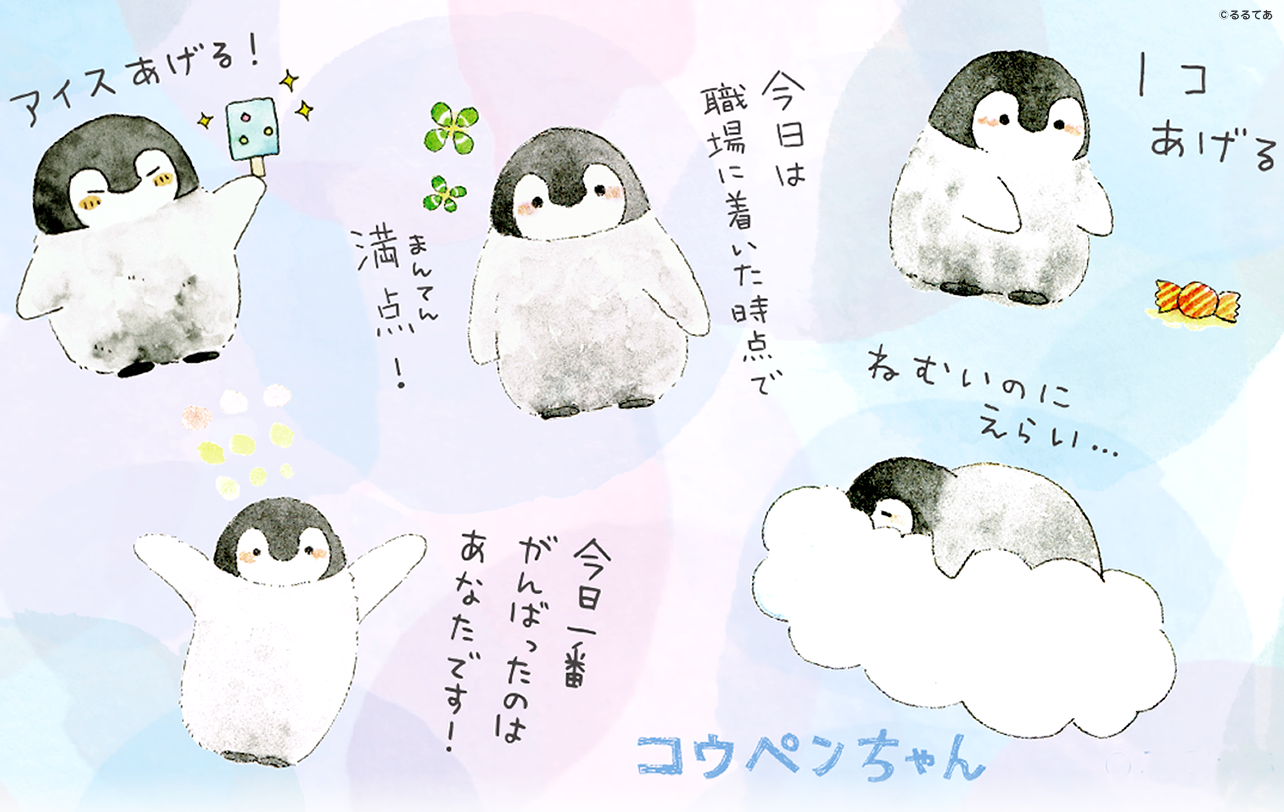 ©るるてあ
アイスあげる!
今日は
職場に着いた時点で
まんてん
満点!
1コ
あげる
ねむいのに
えらい...
今日一番
がんばったのは
あなたです!
コウペンちゃん